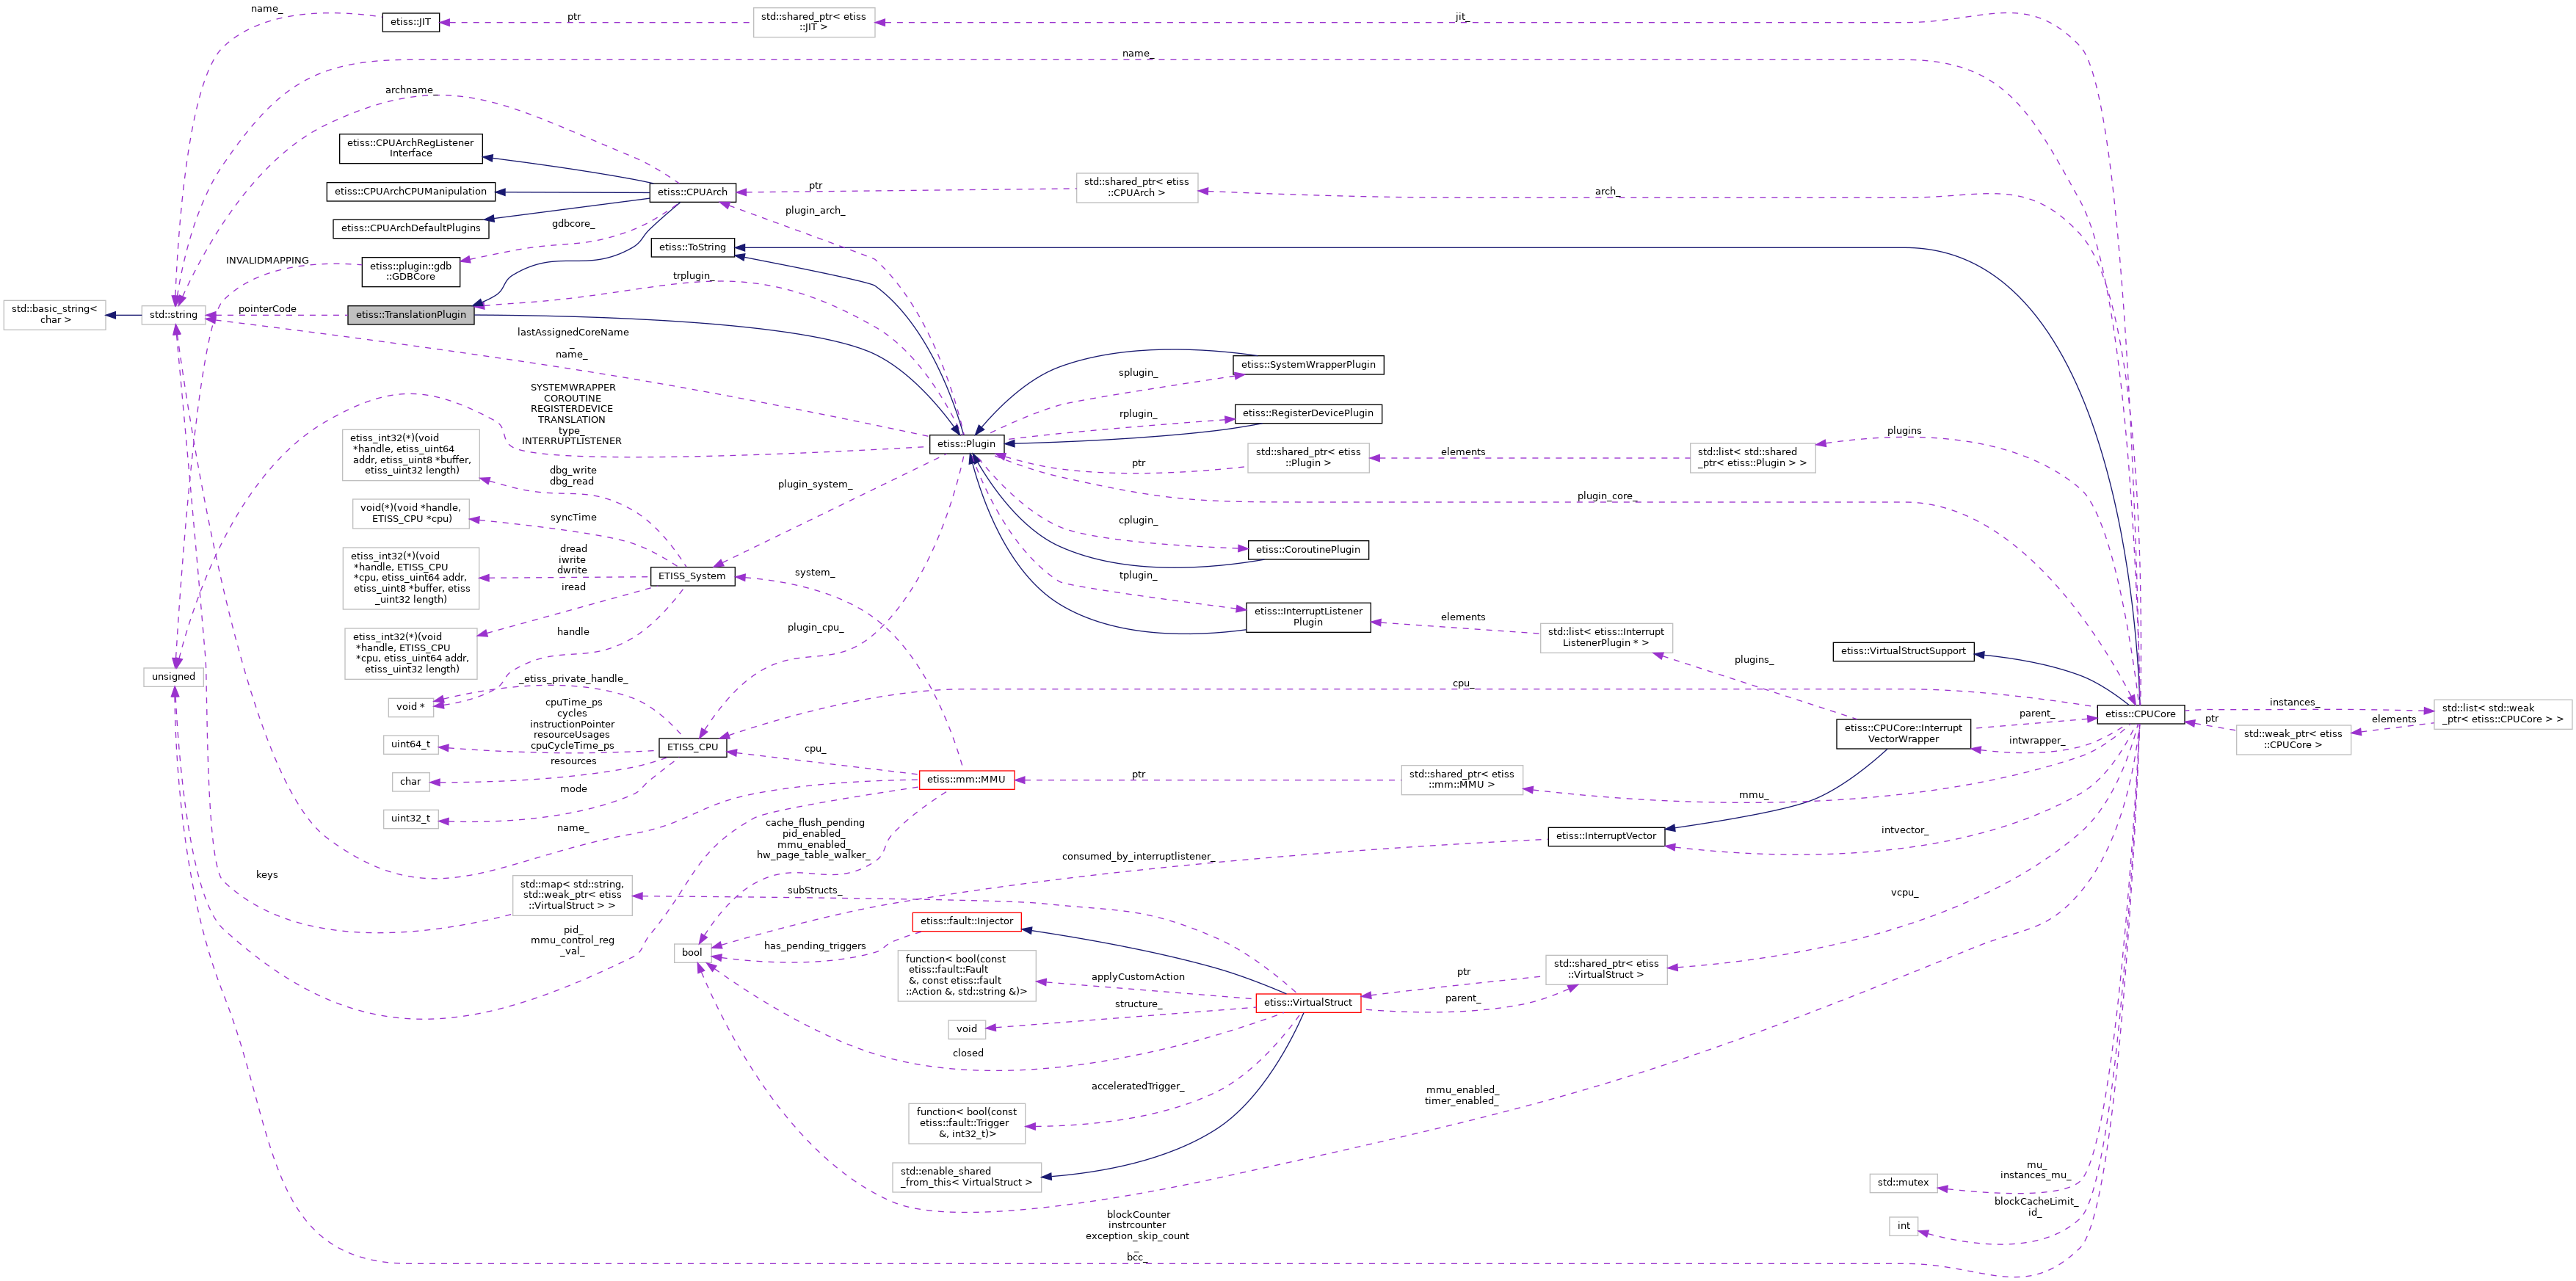 name_
etiss::JIT
ptr
std::shared_ptr< etiss
::JIT >
jit_
name_
archname_
etiss::CPUArchRegListener
Interface
etiss::CPUArchCPUManipulation
etiss::CPUArchDefaultPlugins
etiss::CPUArch
ptr
std::shared_ptr< etiss
::CPUArch >
arch_
plugin_arch_
gdbcore_
etiss::ToString
INVALIDMAPPING
etiss::plugin::gdb
::GDBCore
trplugin_
std::basic_string<
char >
std::string
pointerCode
etiss::TranslationPlugin
lastAssignedCoreName
_
name_
SYSTEMWRAPPER
COROUTINE
REGISTERDEVICE
TRANSLATION
type_
INTERRUPTLISTENER
splugin_
etiss::SystemWrapperPlugin
rplugin_
etiss::RegisterDevicePlugin
etiss::Plugin
ptr
std::shared_ptr< etiss
::Plugin >
elements
std::list< std::shared
_ptr< etiss::Plugin > >
plugins
etiss_int32(*)(void
*handle, etiss_uint64
addr, etiss_uint8 *buffer,
etiss_uint32 length)
dbg_write
dbg_read
plugin_system_
plugin_core_
void(*)(void *handle,
ETISS_CPU *cpu)
syncTime
cplugin_
etiss::CoroutinePlugin
etiss_int32(*)(void
*handle, ETISS_CPU
*cpu, etiss_uint64 addr,
etiss_uint8 *buffer, etiss
_uint32 length)
dread
iwrite
dwrite
iread
ETISS_System
system_
tplugin_
etiss::InterruptListener
Plugin
elements
std::list< etiss::Interrupt
ListenerPlugin * >
etiss_int32(*)(void
*handle, ETISS_CPU
*cpu, etiss_uint64 addr,
etiss_uint32 length)
handle
plugin_cpu_
plugins_
etiss::VirtualStructSupport
unsigned
_etiss_private_handle_
void *
cpu_
cpuTime_ps
cycles
instructionPointer
resourceUsages
cpuCycleTime_ps
uint64_t
ETISS_CPU
cpu_
etiss::CPUCore::Interrupt
VectorWrapper
parent_
intwrapper_
etiss::CPUCore
instances_
ptr
std::weak_ptr< etiss
::CPUCore >
elements
std::list< std::weak
_ptr< etiss::CPUCore > >
resources
char
mode
uint32_t
etiss::mm::MMU
ptr
std::shared_ptr< etiss
::mm::MMU >
mmu_
name_
cache_flush_pending
pid_enabled_
mmu_enabled_
hw_page_table_walker_
consumed_by_interruptlistener
etiss::InterruptVector
intvector_
keys
std::map< std::string,
std::weak_ptr< etiss
::VirtualStruct > >
subStructs_
vcpu_
pid_
mmu_control_reg
_val_
bool
etiss::fault::Injector
has_pending_triggers
function< bool(const
etiss::fault::Fault
&, const etiss::fault
::Action &, std::string &)>
applyCustomAction
ptr
std::shared_ptr< etiss
::VirtualStruct >
parent_
etiss::VirtualStruct
structure_
void
closed
acceleratedTrigger_
function< bool(const
etiss::fault::Trigger
&, int32_t)>
mmu_enabled_
timer_enabled_
std::enable_shared
_from_this< VirtualStruct >
mu_
instances_mu_
std::mutex
blockCacheLimit_
id_
int
blockCounter
instrcounter
exception_skip_count
_
bcc_